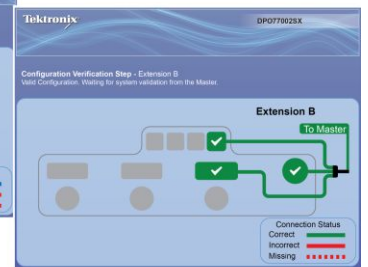 Tektronix
DPO77002SX
Configuration Verification Step - Extension B
Valid Configuration. Waiting for system validation from the Master.
Extension B
To Master
Connection Status
Correct
Incorrect
Missing